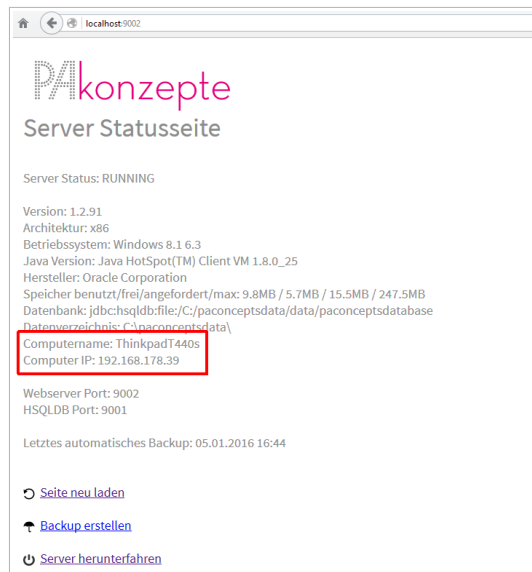 localhost:9002
PAkonzepte
Server Statusseite
Server Status: RUNNING
Version: 1.2.91
Architektur: x86
Betriebssystem: Windows 8.1 6.3
Java Version: Java HotSpot(TM) Client VM 1.8.0_25
Hersteller: Oracle Corporation
Speicher benutzt/frei/angefordert/max: 9.8MB / 5.7MB / 15.5MB / 247.5MB
Datenbank: jdbc:hsqldb:file:/C:/paconceptsdata/data/paconceptsdatabase
Datenverzeichnis: C:\paconceptsdata\
Computername: ThinkpadT440s
Computer IP: 192.168.178.39
Webserver Port: 9002
HSQLDB Port: 9001
Letztes automatisches Backup: 05.01.2016 16:44
Seite neu laden
Backup erstellen
Server herunterfahren